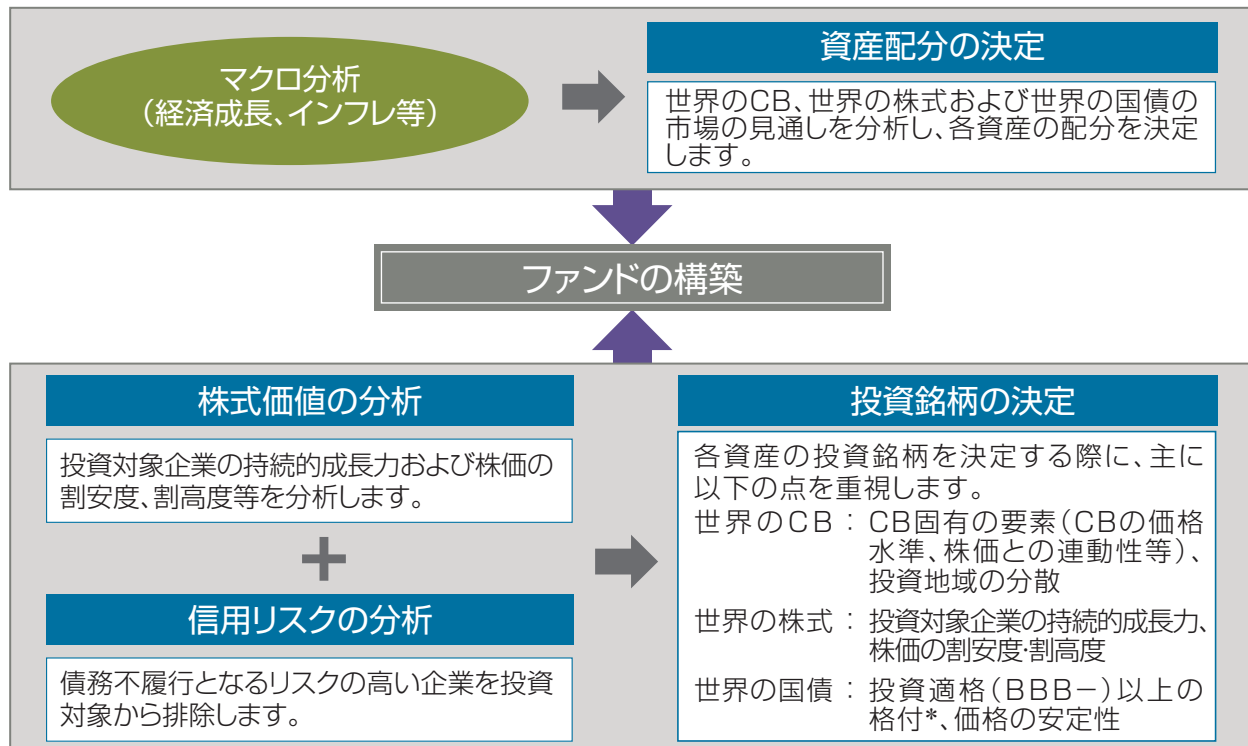 マクロ分析
（経済成長、インフレ等）
資産配分の決定
世界のCB、世界の株式および世界の国債の
市場の見通しを分析し、各資産の配分を決定
します。
ファンドの構築
株式価値の分析
投資対象企業の持続的成長力および株価の
割安度、割高度等を分析します。
＋
信用リスクの分析
債務不履行となるリスクの高い企業を投資
対象から排除します。
投資銘柄の決定
各資産の投資銘柄を決定する際に、主に
以下の点を重視します。
世界のCB： CB固有の要素（CBの価格
水準、株価との連動性等）、
投資地域の分散
世界の株式： 投資対象企業の持続的成長力、
株価の割安度・割高度
世界の国債： 投資適格（BBB－）以上の
格付*、価格の安定性